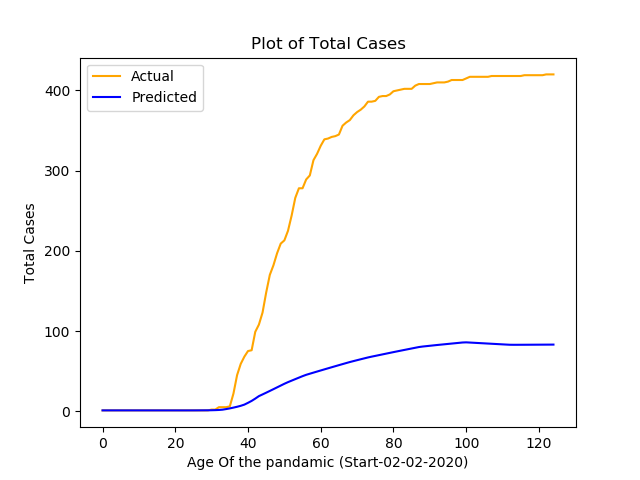 Plot of Total Cases
Actual
Predicted
400
300
200
100
0
Total Cases
0 20 40 60 80 100 120
Age Of the pandamic (Start-02-02-2020)